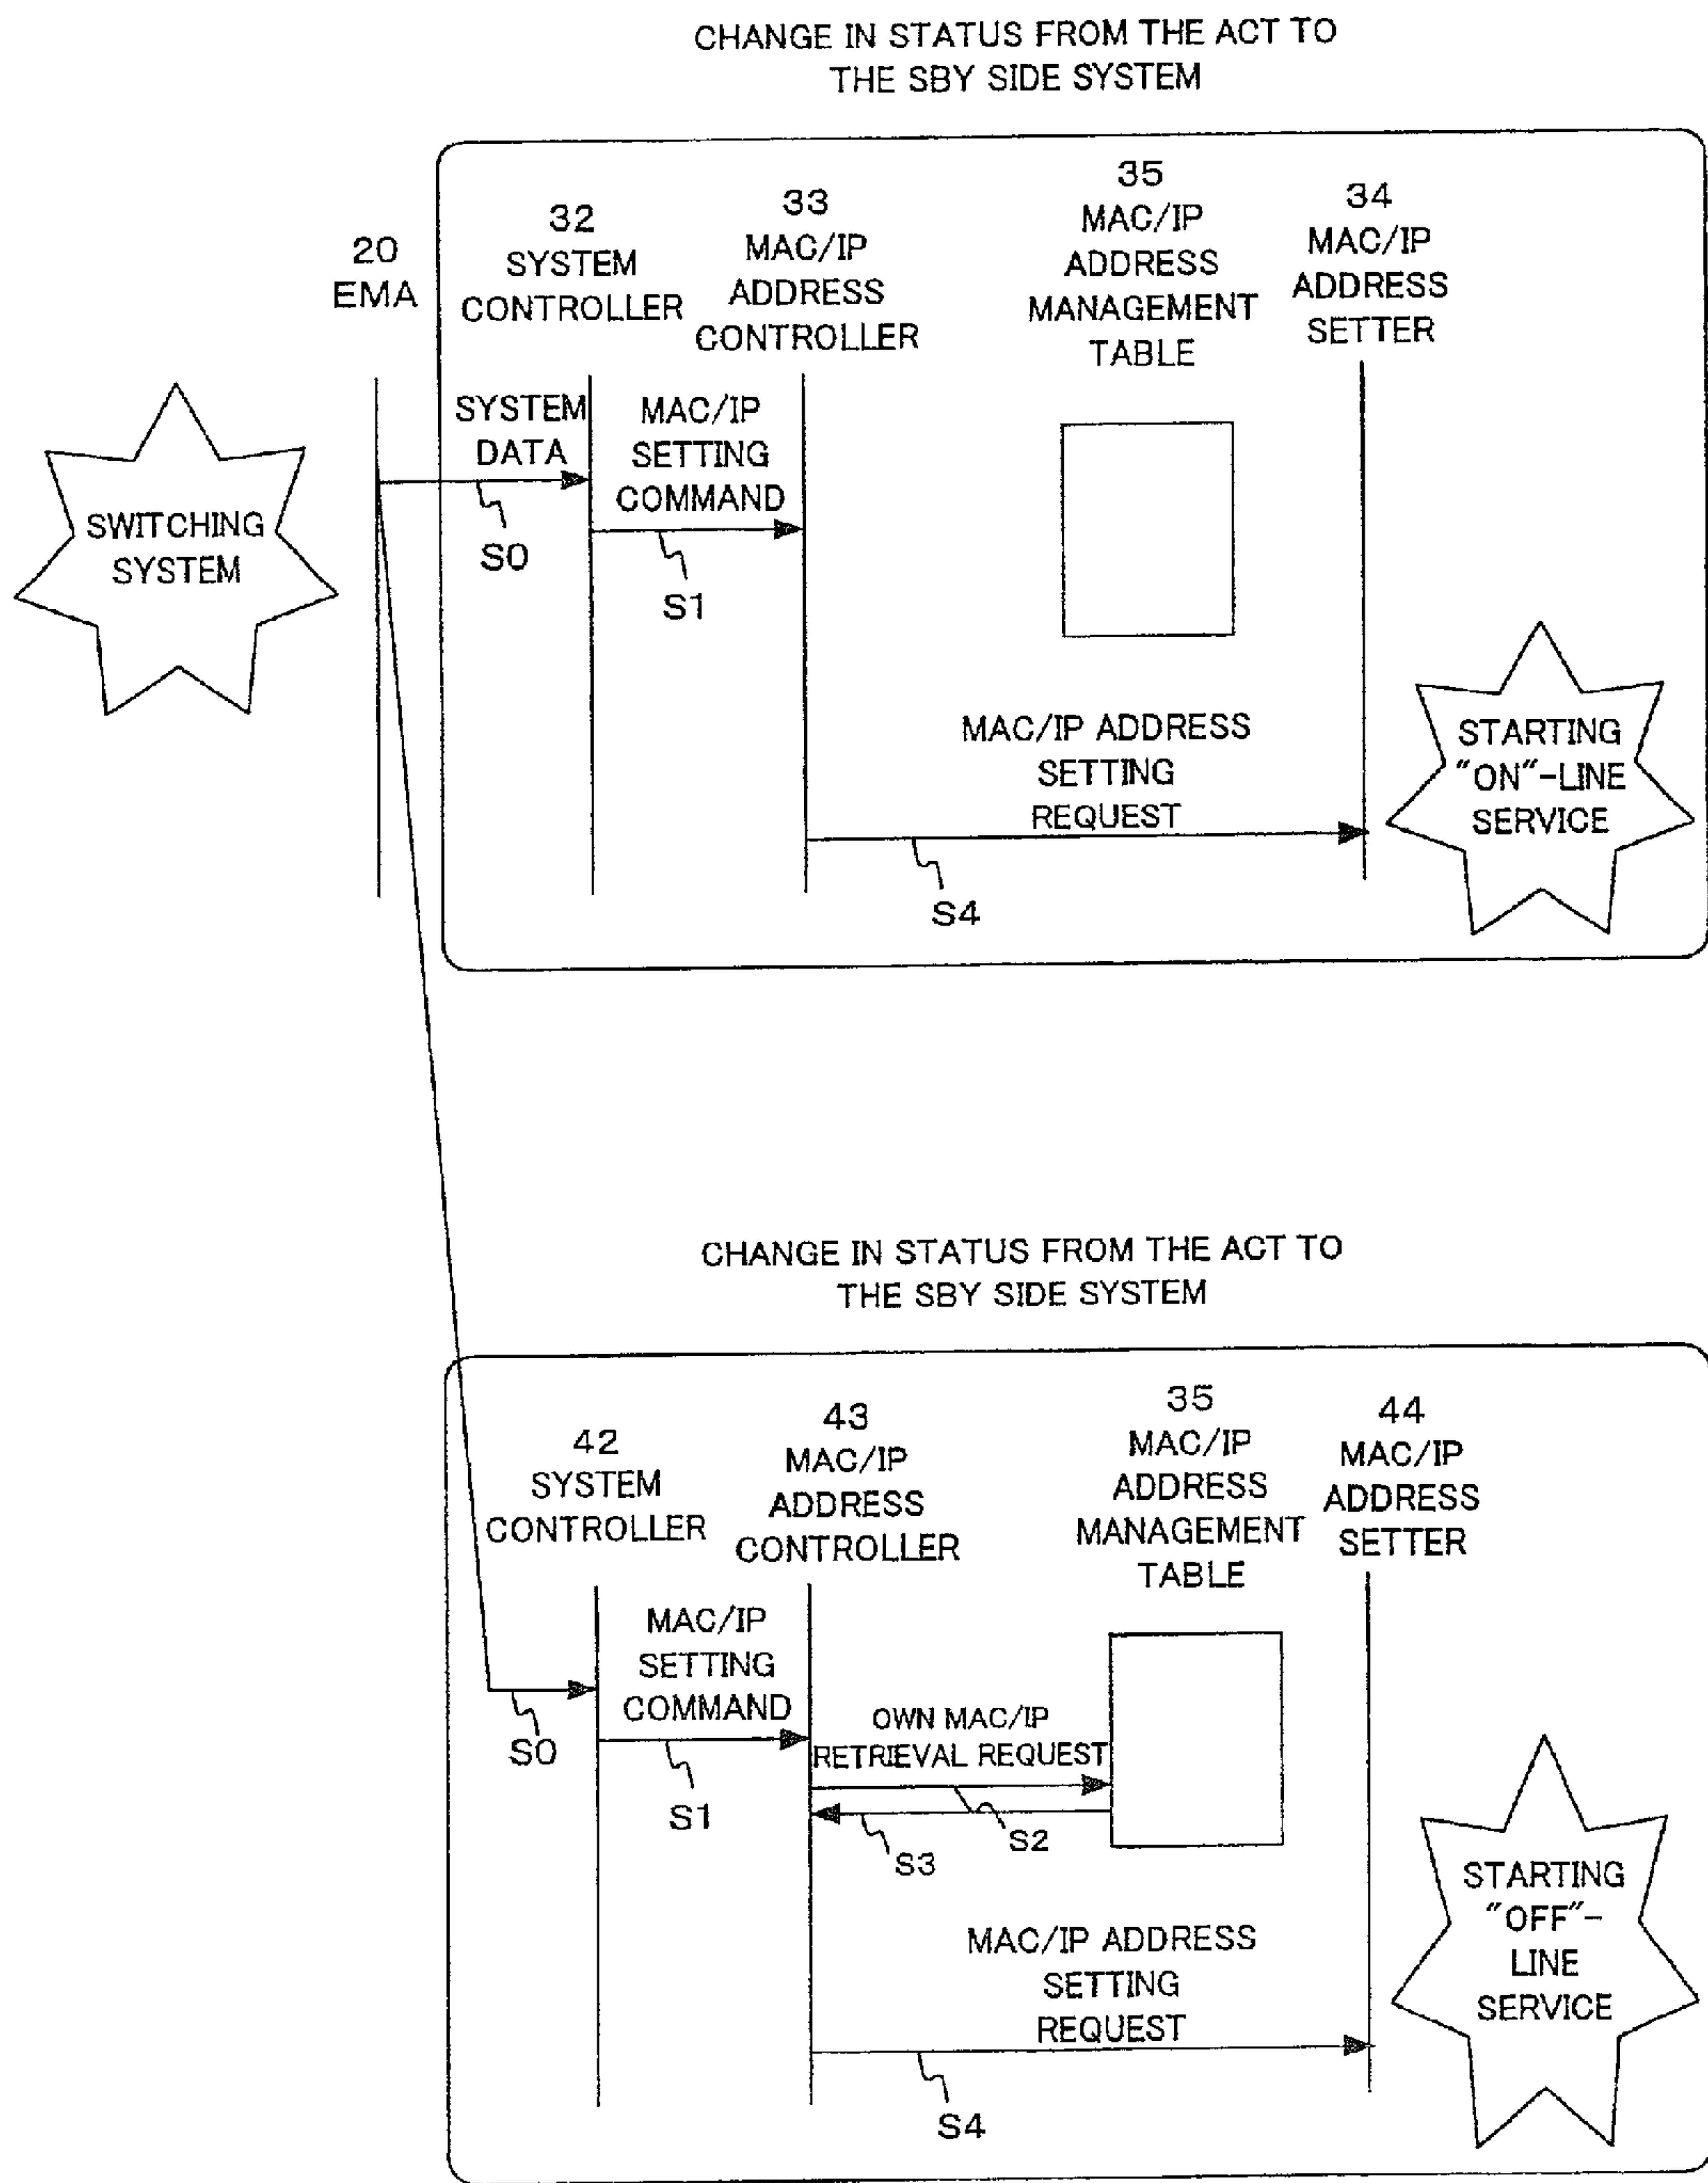 CHANGE IN STATUS FROM THE ACT TO
THE SBY SIDE SYSTEM
20
EMA
32
SYSTEM
CONTROLLER
33
MAC/IP
ADDRESS
CONTROLLER
35
MAC/IP
ADDRESS
MANAGEMENT
TABLE
34
MAC/IP
ADDRESS
SETTER
SWITCHING
SYSTEM
SYSTEM
DATA
S0
MAC/IP
SETTING
COMMAND
S1
MAC/IP ADDRESS
SETTING
REQUEST
S4
STARTING
"ON"-LINE
SERVICE
CHANGE IN STATUS FROM THE ACT TO
THE SBY SIDE SYSTEM
42
SYSTEM
CONTROLLER
43
MAC/IP
ADDRESS
CONTROLLER
35
MAC/IP
ADDRESS
MANAGEMENT
TABLE
44
MAC/IP
ADDRESS
SETTER
S0
MAC/IP
SETTING
COMMAND
S1
OWN MAC/IP
RETRIEVAL REQUEST
S2
S3
MAC/IP ADDRESS
SETTING
REQUEST
S4
STARTING
"OFF"-
LINE
SERVICE